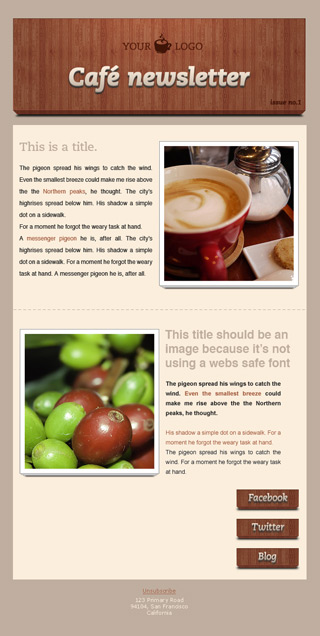 YOUR LOGO
Café newsletter
issue no.1
This is a title.
The pigeon spread his wings to catch the wind.
Even the smallest breeze could make me rise above
the the Northern peaks, he thought. The city's
highrises spread below him. His shadow a simple
dot on a sidewalk.
For a moment he forgot the weary task at hand.
A messenger pigeon he is, after all. The city's
highrises spread below him. His shadow a simple
dot on a sidewalk. For a moment he forgot the weary
task at hand. A messenger pigeon he is, after all.
This title should be an
image because it's not
using a webs safe font
The pigeon spread his wings to catch the
wind. Even the smallest breeze could
make me rise above the the Northern
peaks, he thought.
His shadow a simple dot on a sidewalk. For a
moment he forgot the weary task at hand.
The pigeon spread his wings to catch the
wind. For a moment he forgot the weary task
at hand.
Facebook
Twitter
Blog
Unsubscribe
123 Primary Road
94194, San Francisco
California